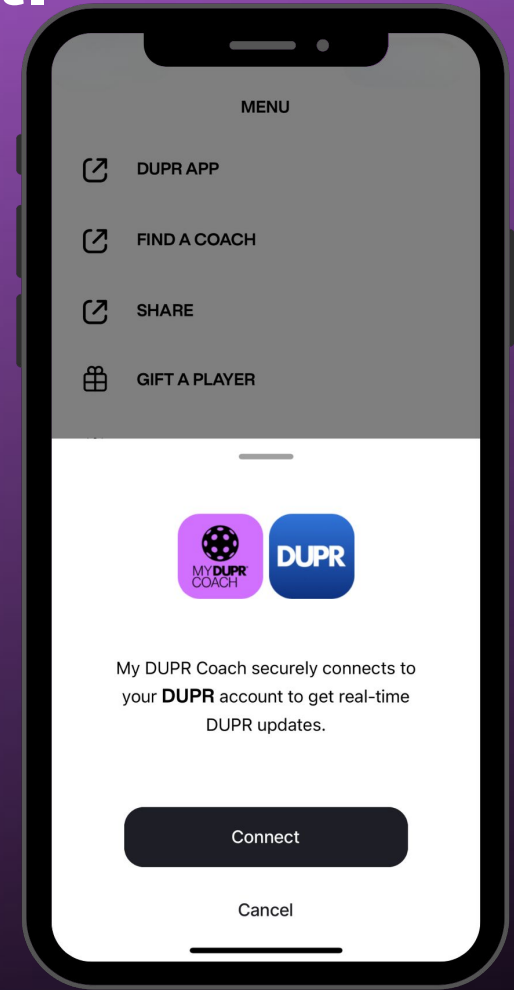 MENU
DUPR APP
FIND A COACH
SHARE
GIFT A PLAYER
MY DUPR
COACH
DUPR
My DUPR Coach securely connects to
your DUPR account to get real-time
DUPR updates.
Connect
Cancel